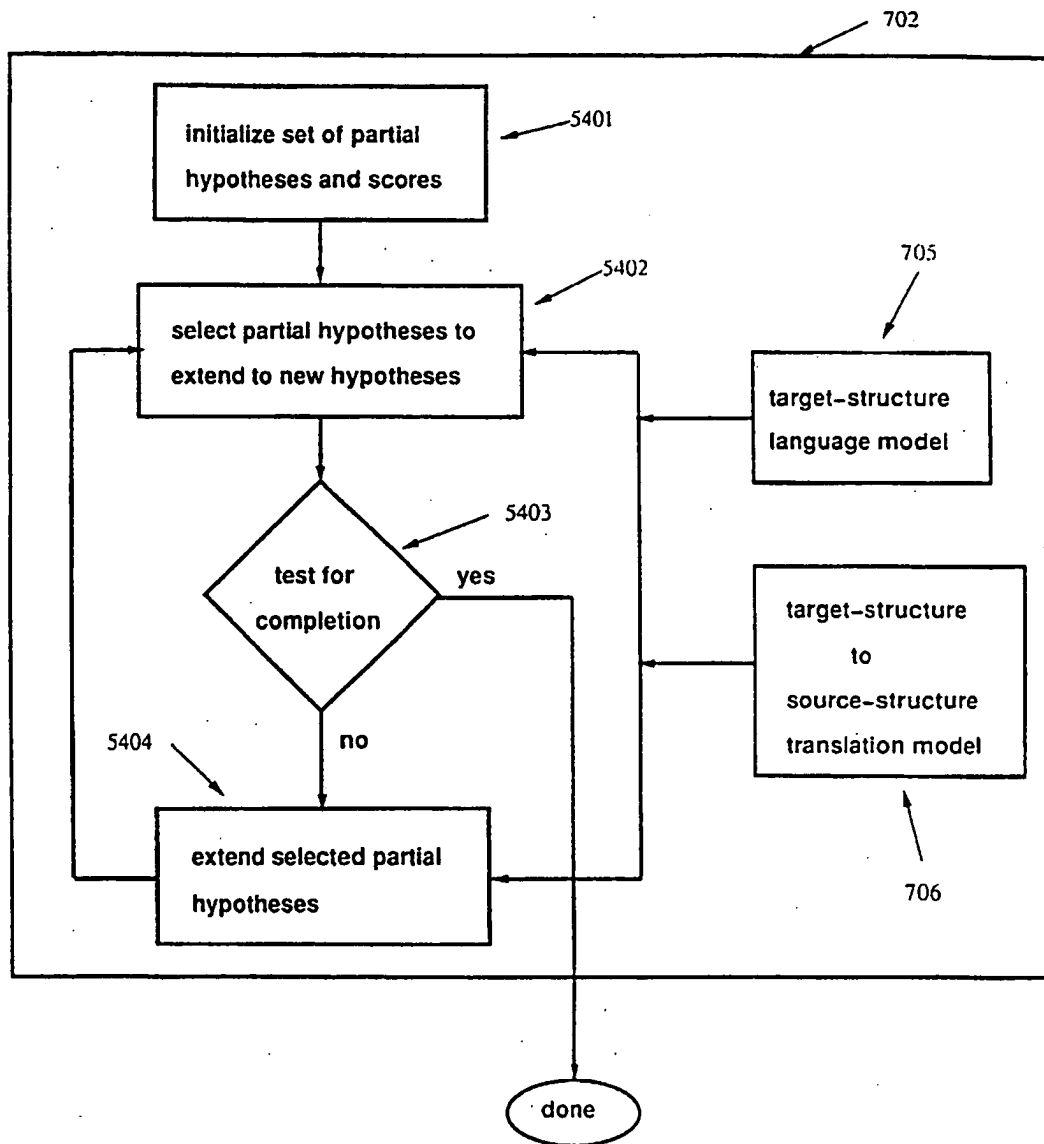 702
initialize set of partial
hypotheses and scores
5401
select partial hypotheses to
extend to new hypotheses
5402
705
target-structure
language model
test for
completion
5403
yes
no
target-structure
to
source-structure
translation model
706
5404
extend selected partial
hypotheses
done